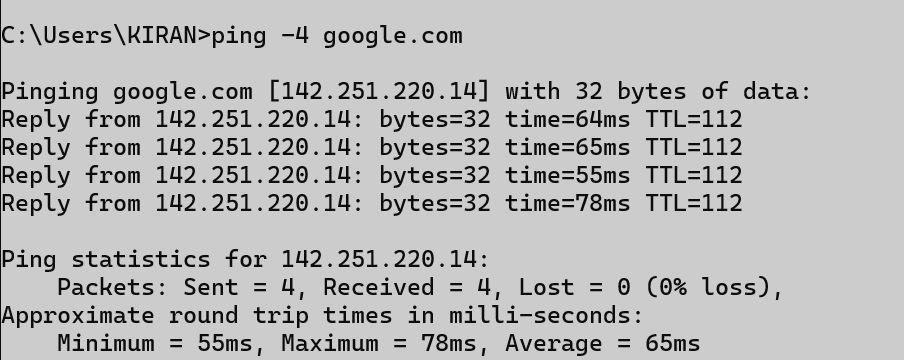 C:\Users\KIRAN>ping -4 google.com
Pinging google.com [142.251.220.14] with 32 bytes of data:
Reply from 142.251.220.14: bytes=32 time=64ms TTL=112
Reply from 142.251.220.14: bytes=32 time=65ms TTL=112
Reply from 142.251.220.14: bytes=32 time=55ms TTL=112
Reply from 142.251.220.14: bytes=32 time=78ms TTL=112
Ping statistics for 142.251.220.14:
    Packets: Sent = 4, Received = 4, Lost = 0 (0% loss),
Approximate round trip times in milli-seconds:
    Minimum = 55ms, Maximum = 78ms, Average = 65ms